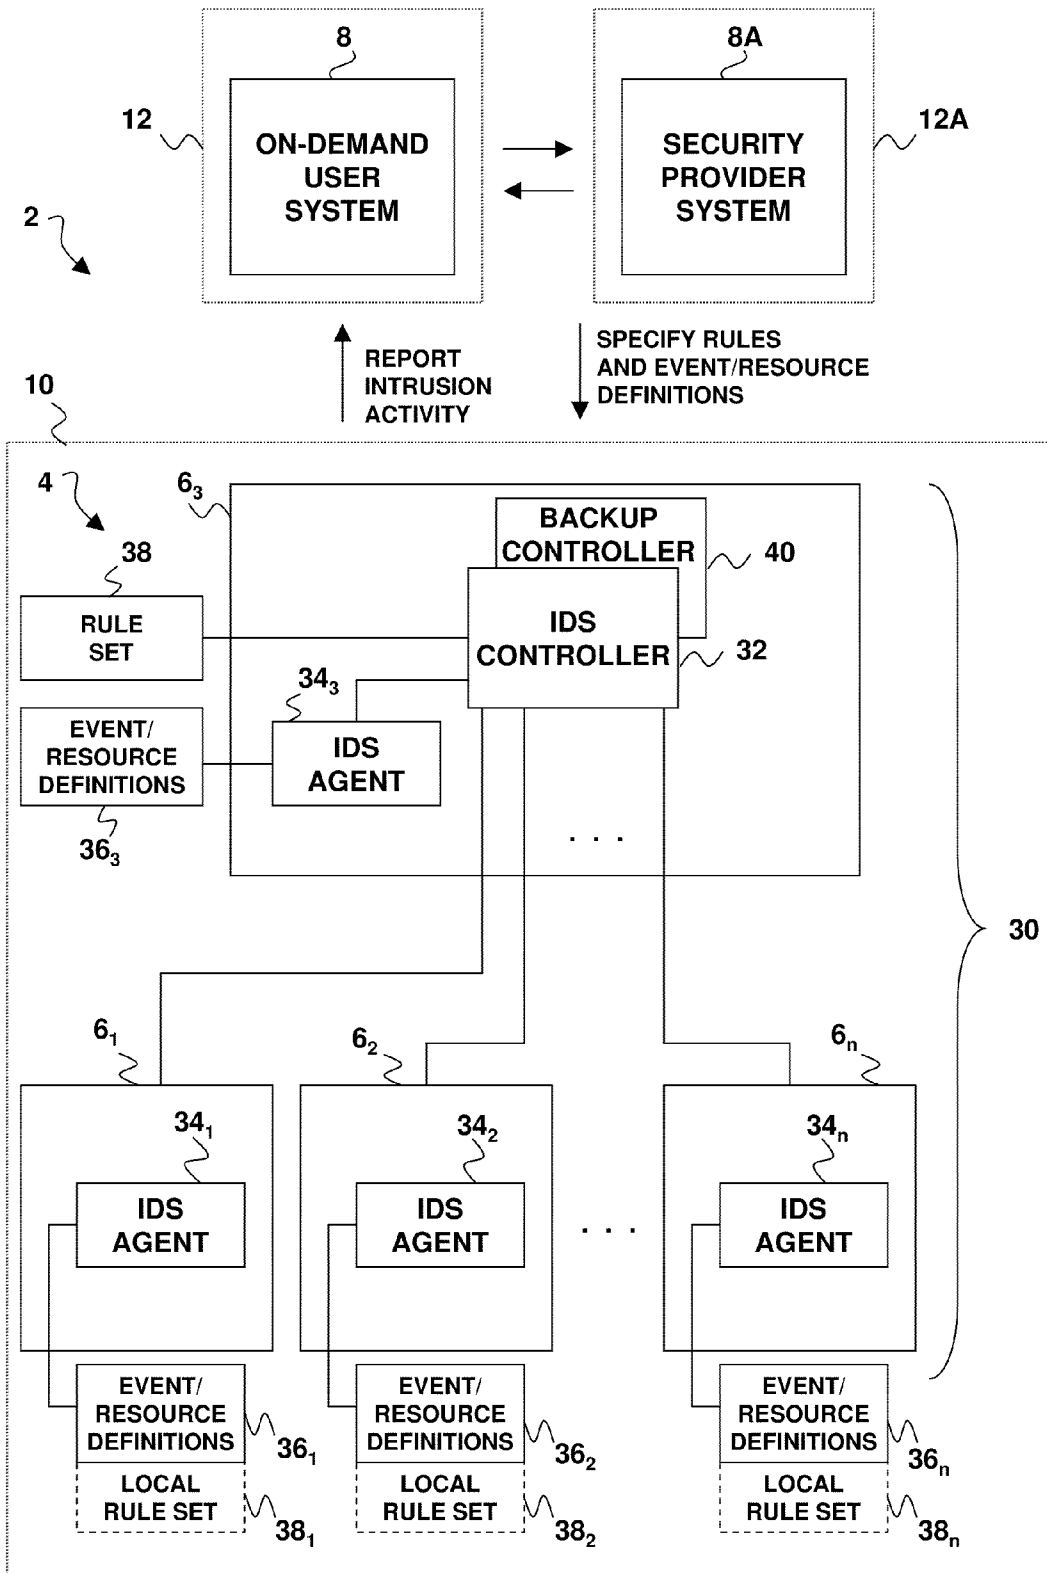 8
8A
12
ON-DEMAND
USER
SYSTEM
SECURITY
PROVIDER
SYSTEM
12A
2
REPORT
INTRUSION
ACTIVITY
SPECIFY RULES
AND EVENT/RESOURCE
DEFINITIONS
10
4
6₃
BACKUP
CONTROLLER
40
38
RULE
SET
IDS
CONTROLLER
32
34₃
EVENT/
RESOURCE
DEFINITIONS
IDS
AGENT
36₃
. . .
30
6₁
6₂
6ₙ
34₁
34₂
34ₙ
IDS
AGENT
IDS
AGENT
. . .
IDS
AGENT
EVENT/
RESOURCE
DEFINITIONS
36₁
EVENT/
RESOURCE
DEFINITIONS
36₂
EVENT/
RESOURCE
DEFINITIONS
36ₙ
LOCAL
RULE SET
38₁
LOCAL
RULE SET
38₂
LOCAL
RULE SET
38ₙ